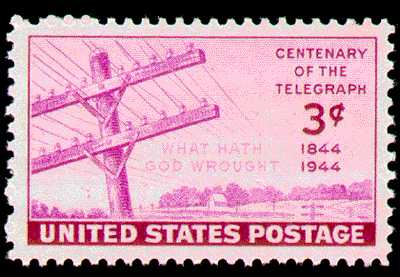 CENTENARY
OF THE
TELEGRAPH
3¢
WHAT HATH
GOD WROUGHT
1844
1944
UNITED STATES POSTAGE